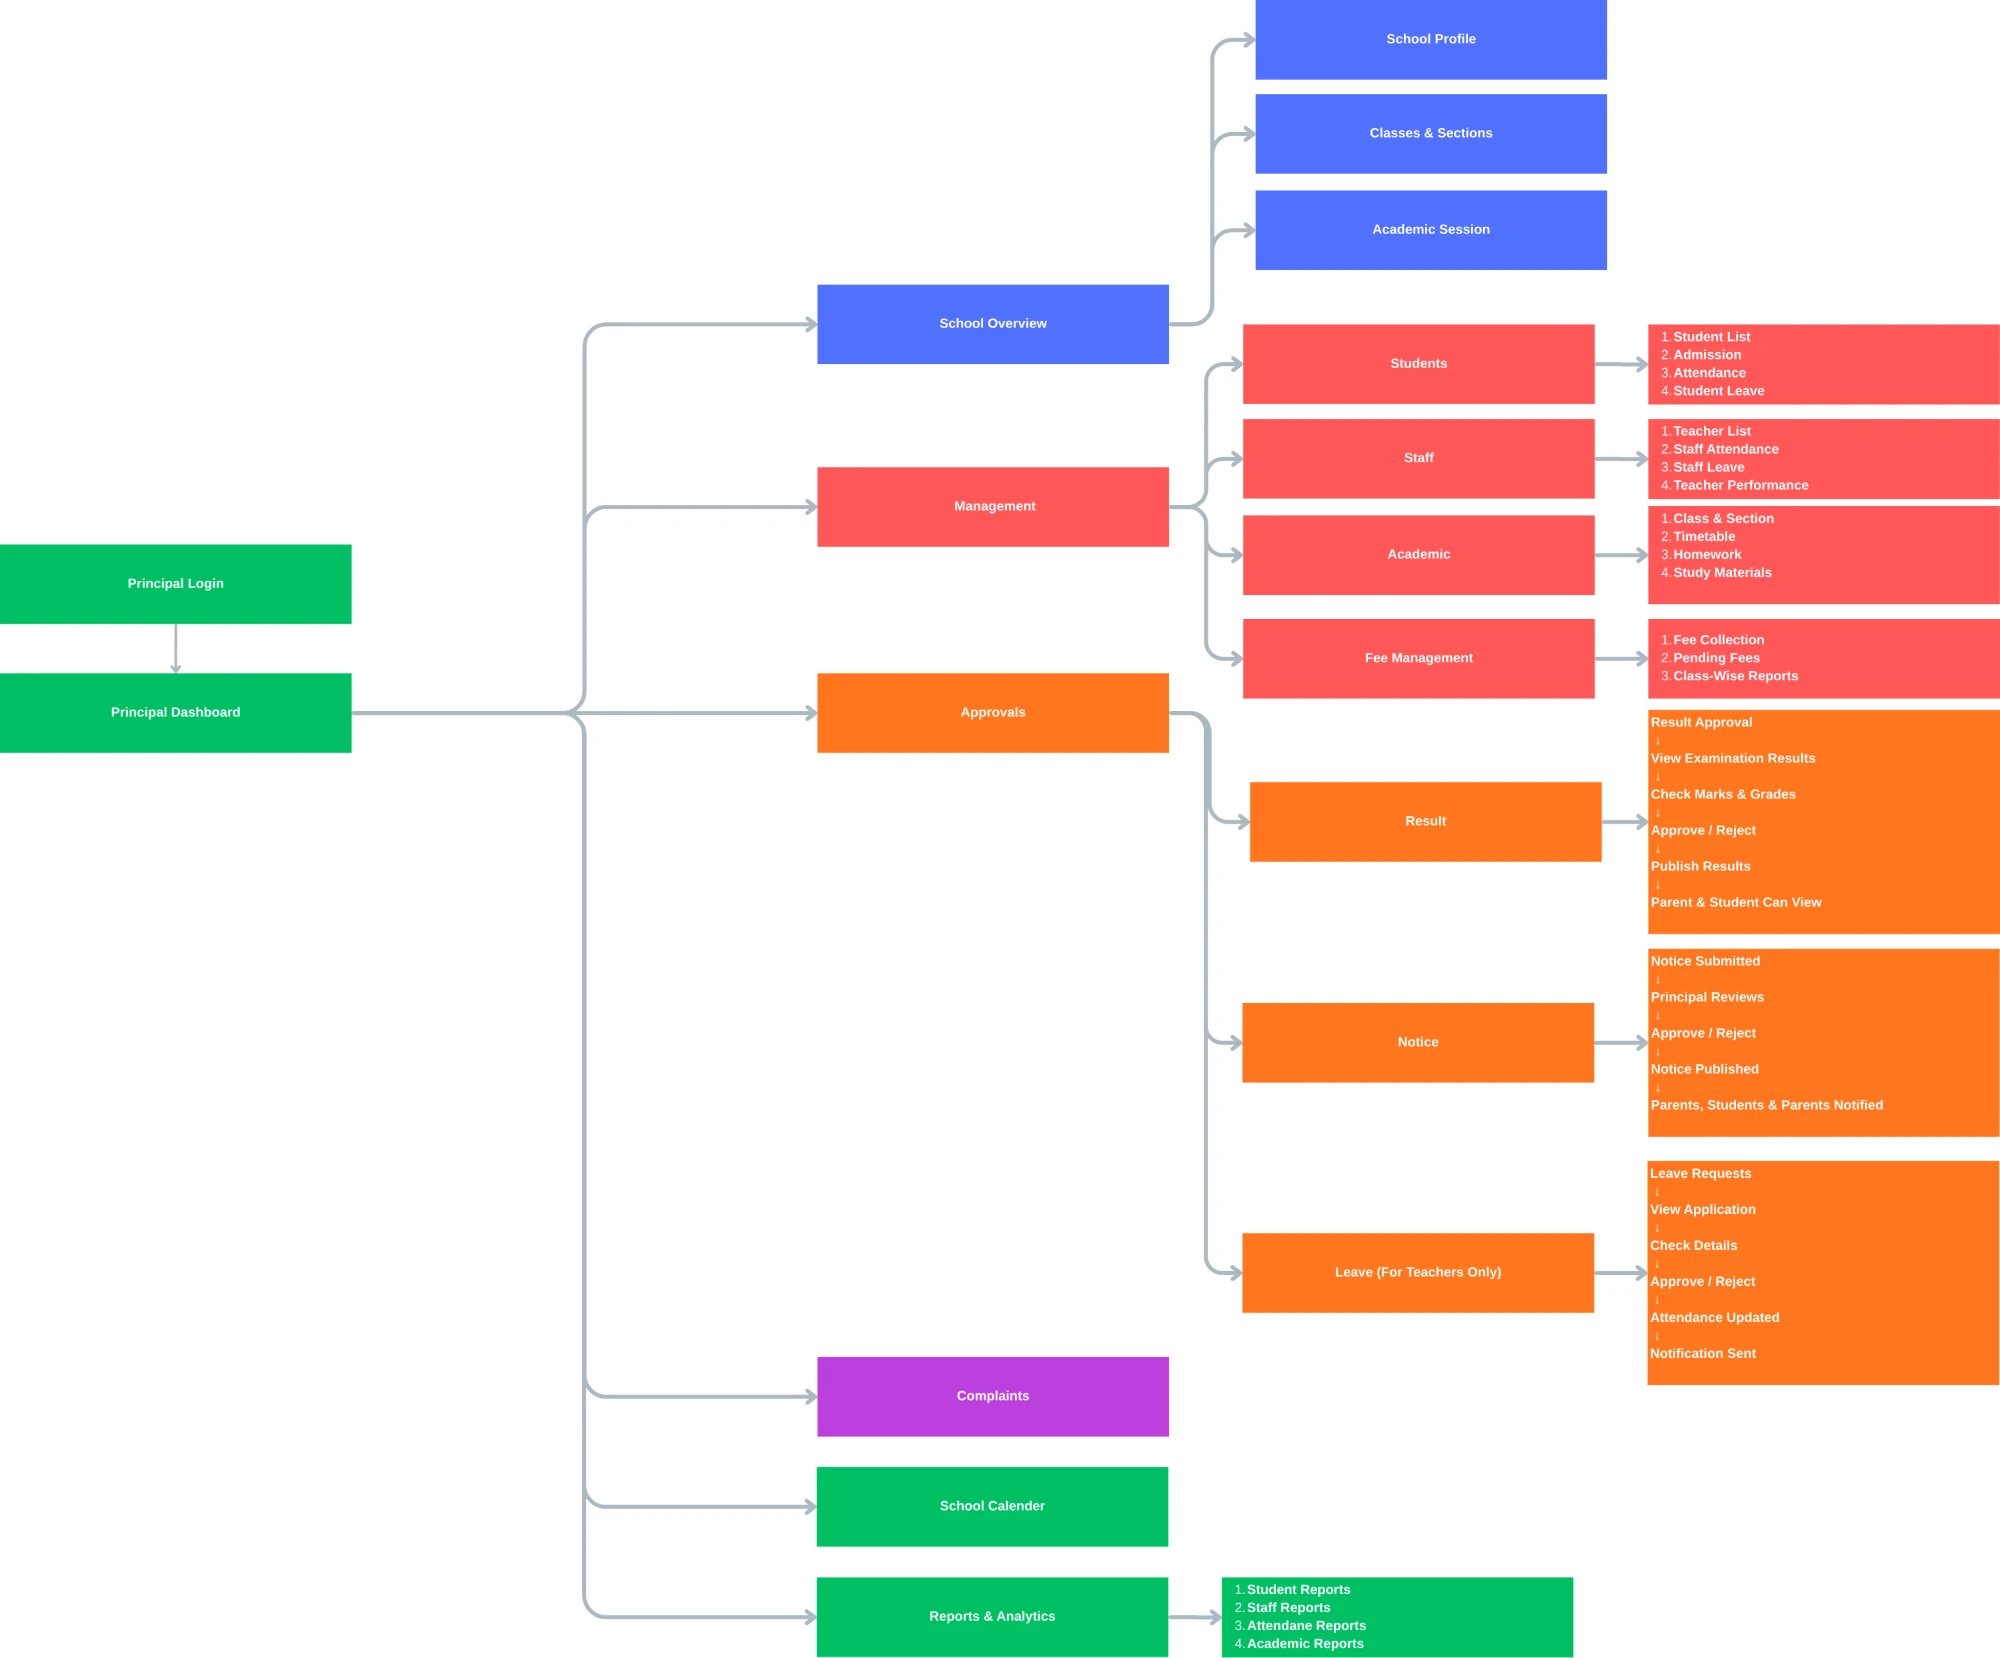 School Profile
Classes & Sections
Academic Session
School Overview
Students
1. Student List
2. Admission
3. Attendance
4. Student Leave
Staff
1. Teacher List
2. Staff Attendance
3. Staff Leave
4. Teacher Performance
Management
Academic
1. Class & Section
2. Timetable
3. Homework
4. Study Materials
Principal Login
Fee Management
1. Fee Collection
2. Pending Fees
3. Class-Wise Reports
Principal Dashboard
Approvals
Result
Result Approval
↓
View Examination Results
↓
Check Marks & Grades
↓
Approve / Reject
↓
Publish Results
↓
Parent & Student Can View
Notice
Notice Submitted
↓
Principal Reviews
↓
Approve / Reject
↓
Notice Published
↓
Parents, Students & Parents Notified
Leave (For Teachers Only)
Leave Requests
↓
View Application
↓
Check Details
↓
Approve / Reject
↓
Attendance Updated
↓
Notification Sent
Complaints
School Calender
Reports & Analytics
1. Student Reports
2. Staff Reports
3. Attendane Reports
4. Academic Reports